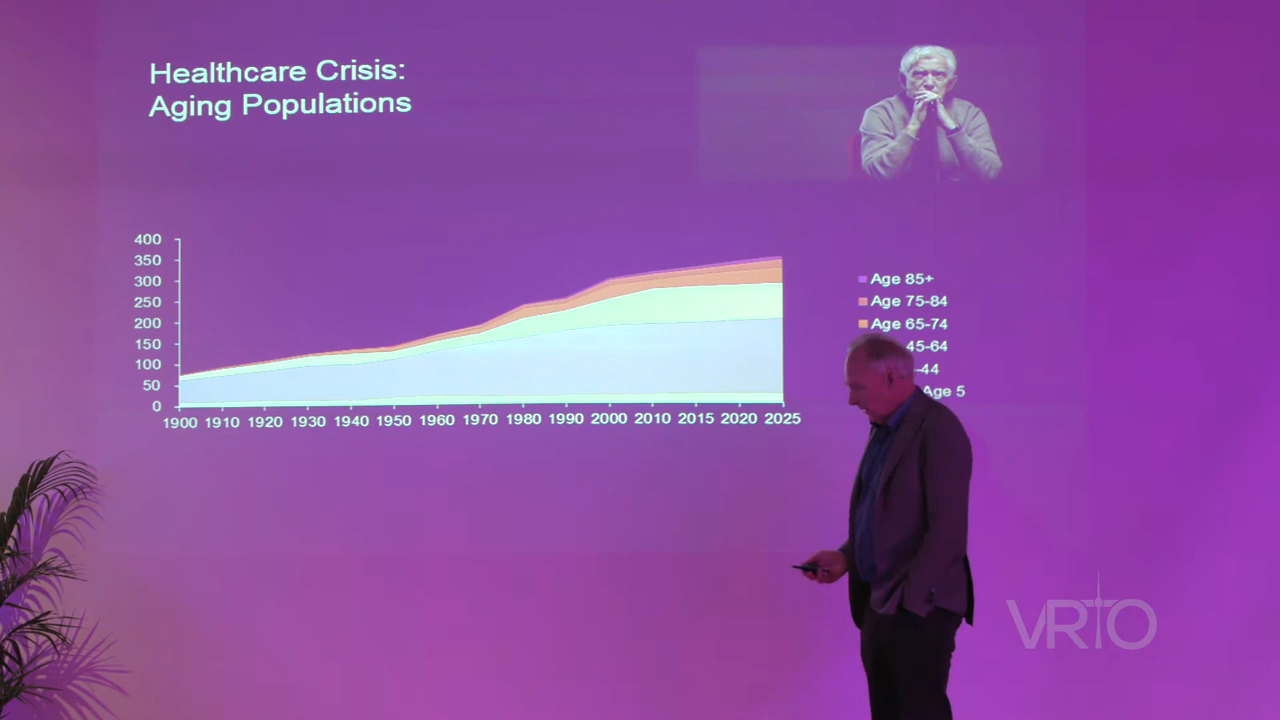 Healthcare Crisis:
Aging Populations
400
350
300
250
200
150
100
50
0
1900 1910 1920 1930 1940 1950 1960 1970 1980 1990 2000 2010 2015 2020 2025
Age 85+
Age 75-84
Age 65-74
45-64
-44
Age 5
VRTO